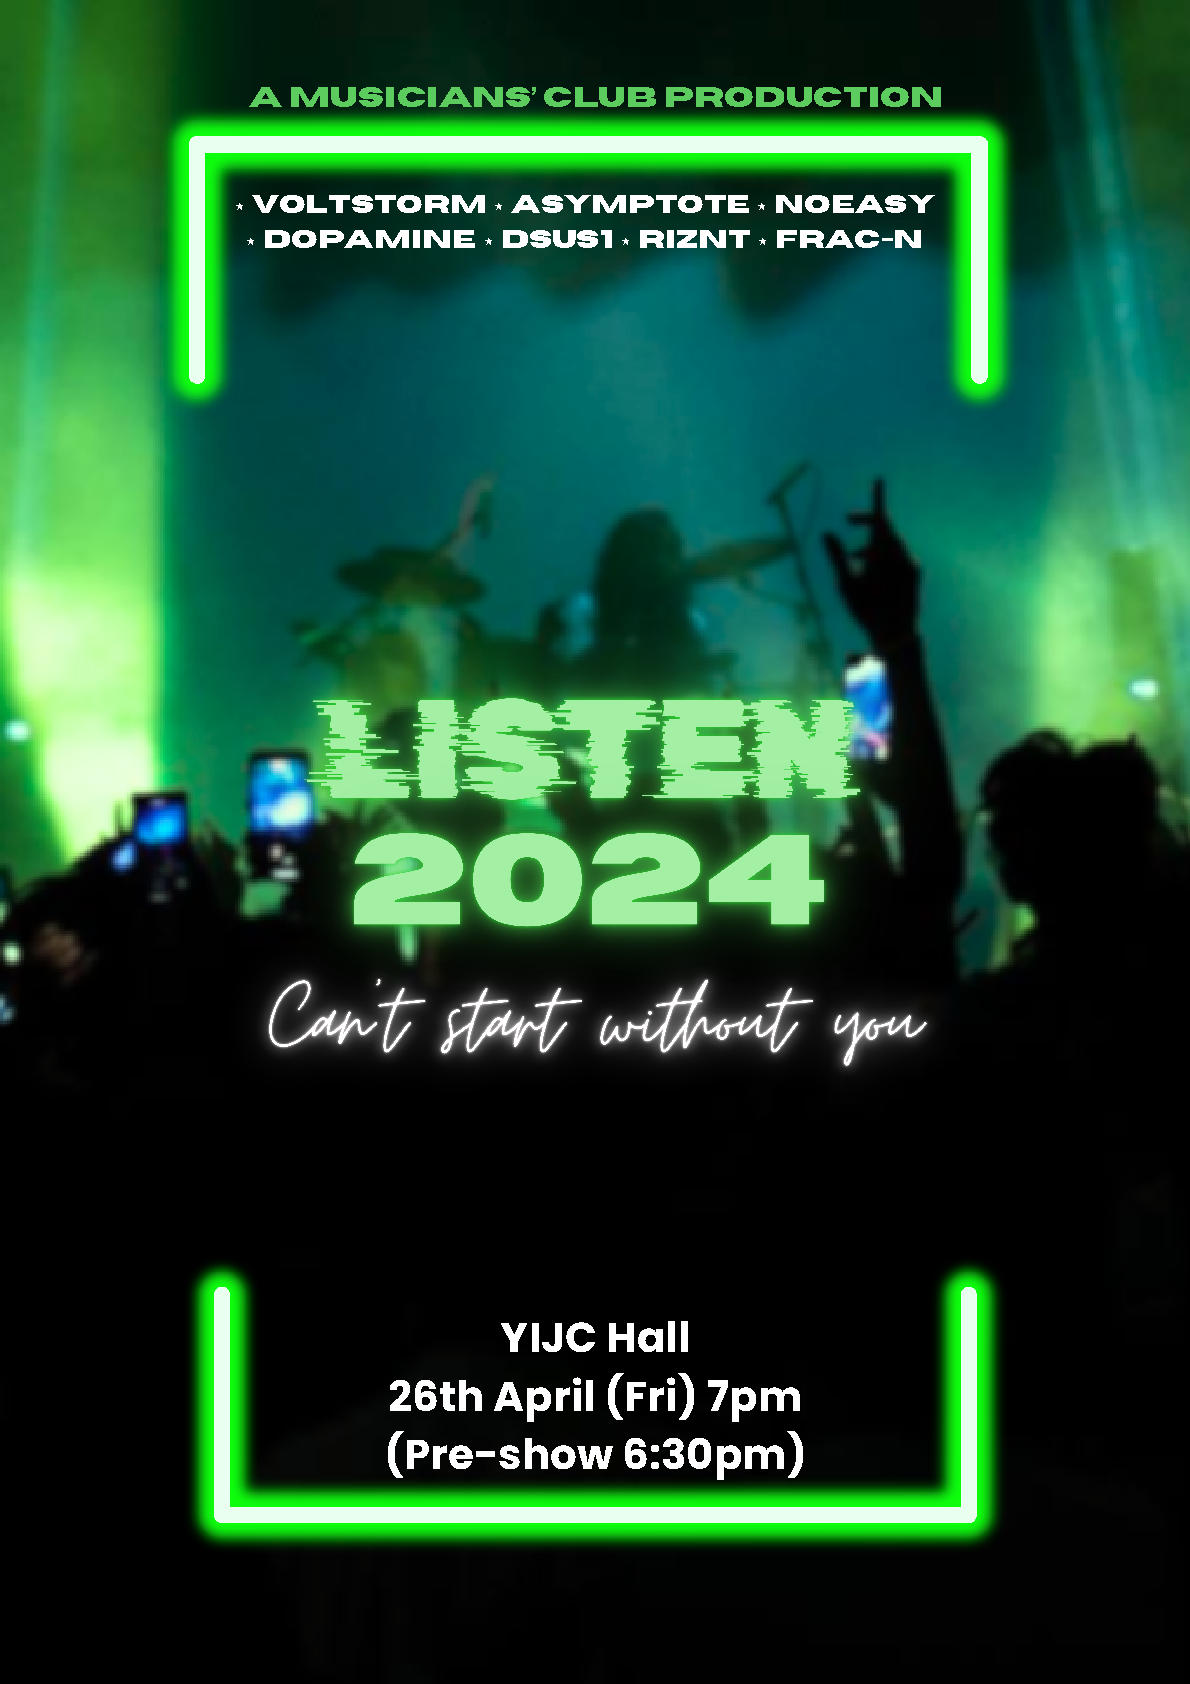 A MUSICIANS' CLUB PRODUCTION
⋆ VOLTSTORM ⋆ ASYMPTOTE ⋆ NOEASY
⋆ DOPAMINE ⋆ DSUS1 ⋆ RIZNT ⋆ FRAC-N
LISTEN
2024
Can't start without you
YIJC Hall
26th April (Fri) 7pm
(Pre-show 6:30pm)